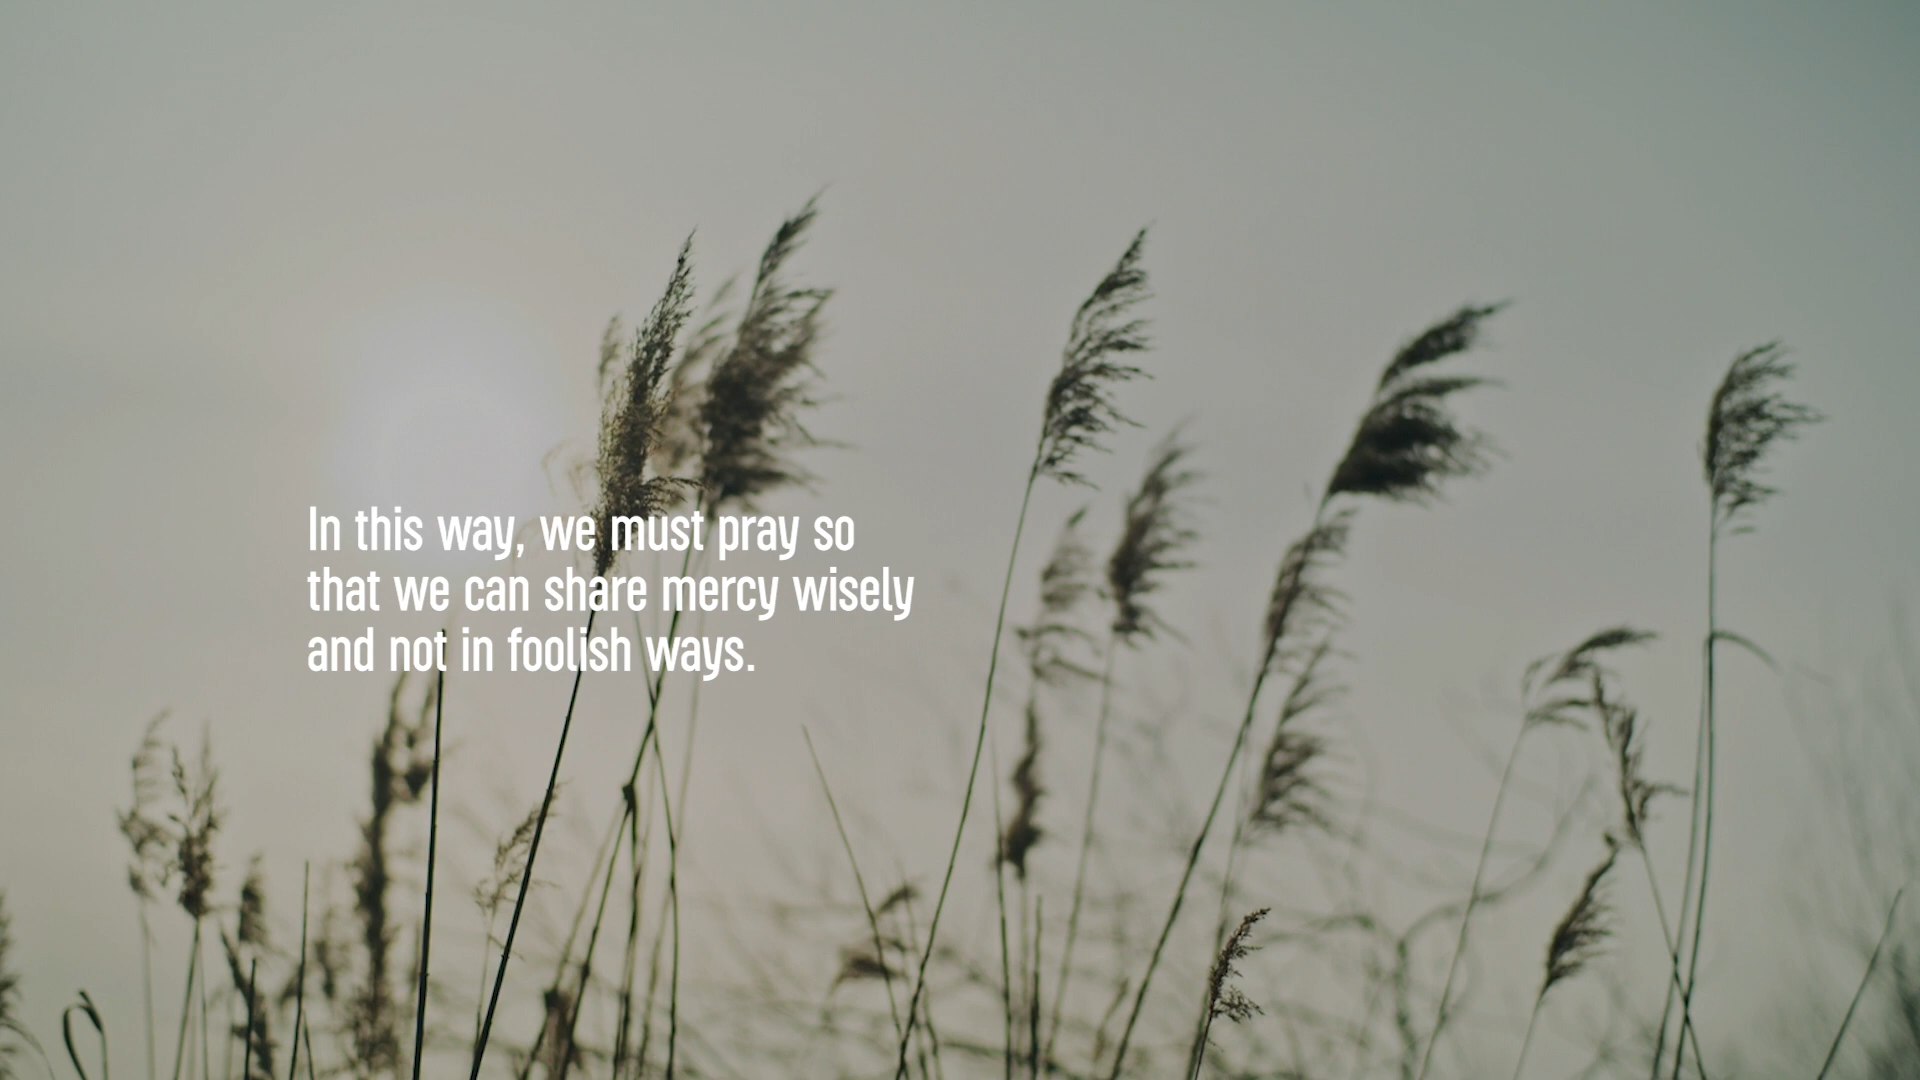 In this way, we must pray so
that we can share mercy wisely
and not in foolish ways.